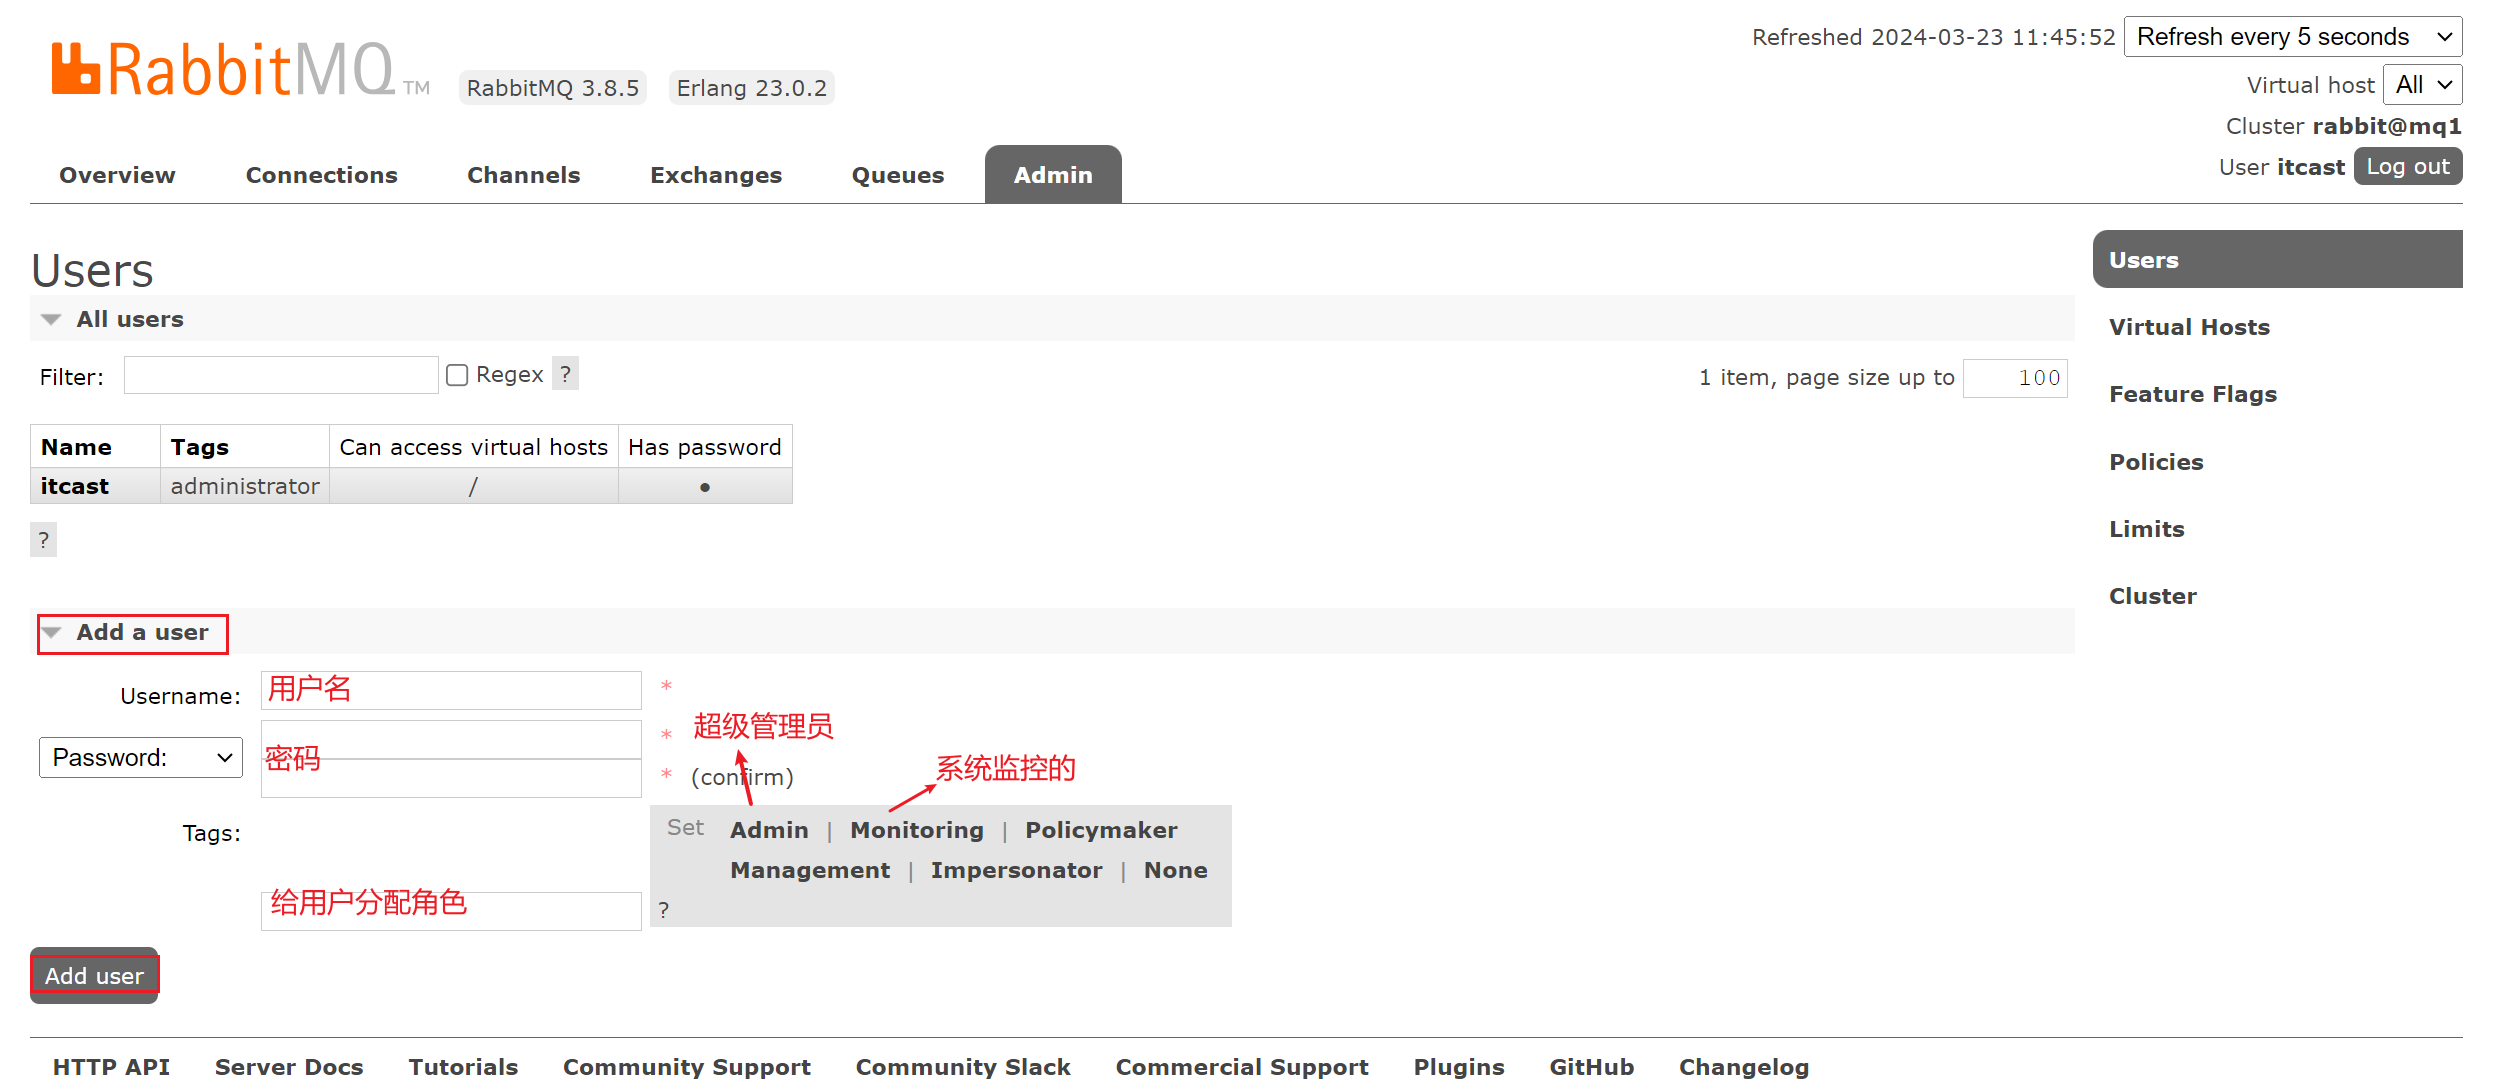 Refreshed 2024-03-23 11:45:52 Refresh every 5 seconds
RabbitMQ TM RabbitMQ 3.8.5 Erlang 23.0.2
Virtual host All
Cluster rabbit@mq1
User itcast Log out
Overview Connections Channels Exchanges Queues Admin
Users
All users
Filter: Regex ? 1 item, page size up to 100
Name Tags Can access virtual hosts Has password
itcast administrator / ●
?
Users
Virtual Hosts
Feature Flags
Policies
Limits
Cluster
Add a user
Username: 用户名 *
超级管理员
*
Password: 密码
系统监控的
* (confirm)
Tags: 给用户分配角色
Set Admin | Monitoring | Policymaker
Management | Impersonator | None
?
Add user
HTTP API Server Docs Tutorials Community Support Community Slack Commercial Support Plugins GitHub Changelog